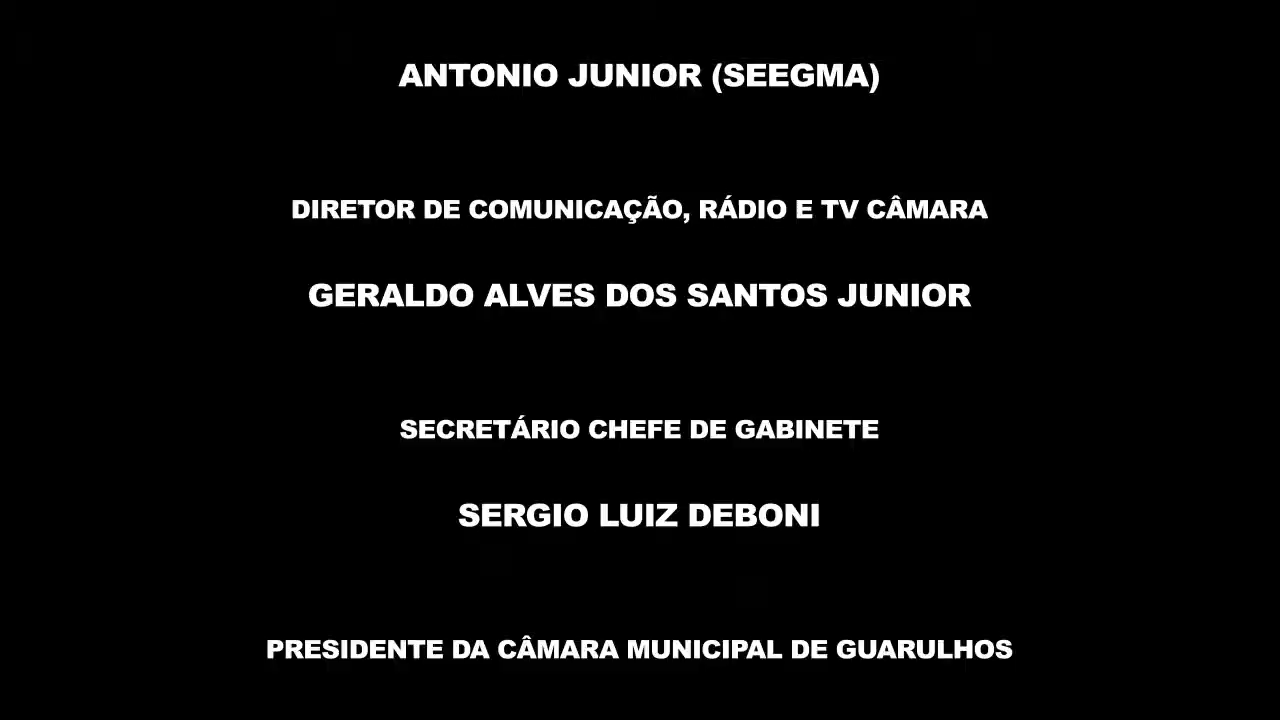 ANTONIO JUNIOR (SEEGMA)
DIRETOR DE COMUNICAÇÃO, RÁDIO E TV CÂMARA
GERALDO ALVES DOS SANTOS JUNIOR
SECRETÁRIO CHEFE DE GABINETE
SERGIO LUIZ DEBONI
PRESIDENTE DA CÂMARA MUNICIPAL DE GUARULHOS